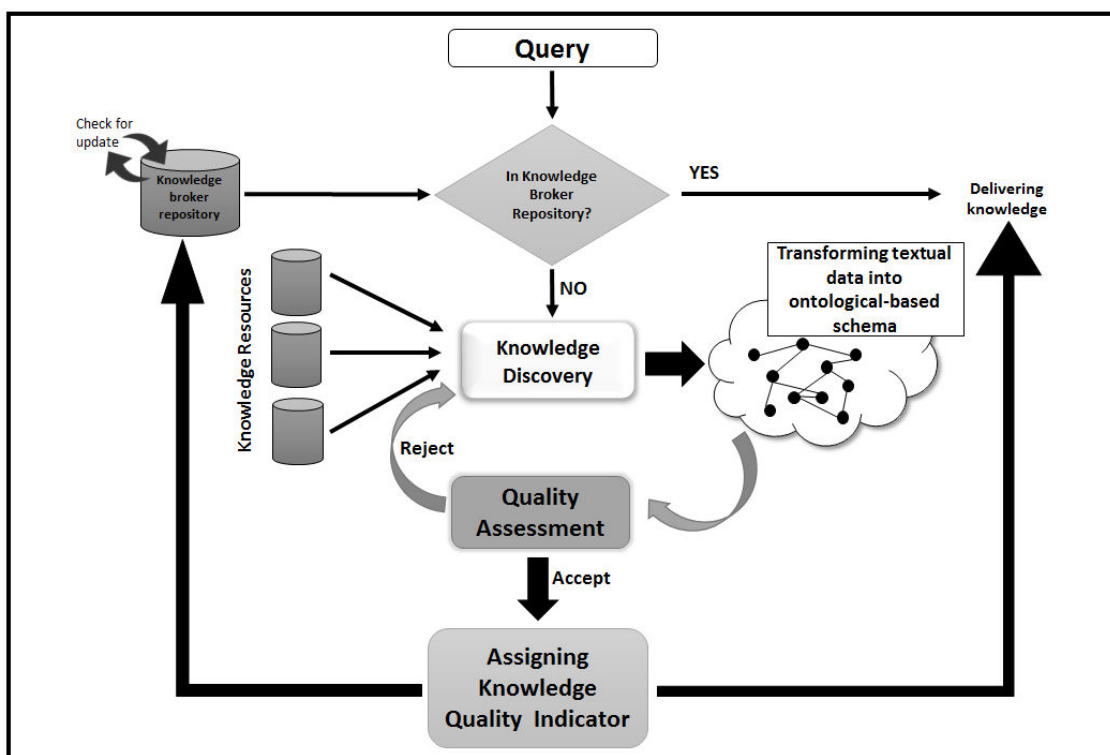 Query
Check for
update
Knowledge
broker
repository
In Knowledge
Broker
Repository?
YES
Delivering
knowledge
NO
Transforming textual
data into
ontological-based
schema
Knowledge Resources
Knowledge
Discovery
Reject
Quality
Assessment
Accept
Assigning
Knowledge
Quality Indicator